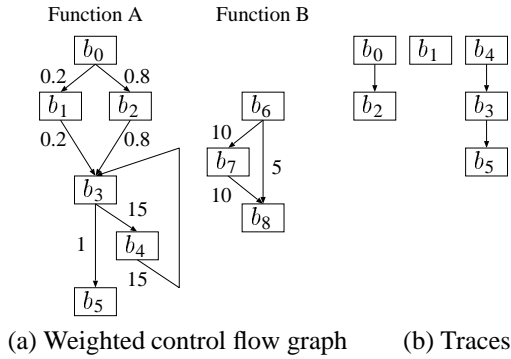 Function A Function B
b0 b0 b1 b4
0.2 0.8
b1 b2 b6 b2 b3
0.2 0.8 10
b7 5
b3 10 b5
15 b8
1 b4
15
b5
(a) Weighted control flow graph (b) Traces